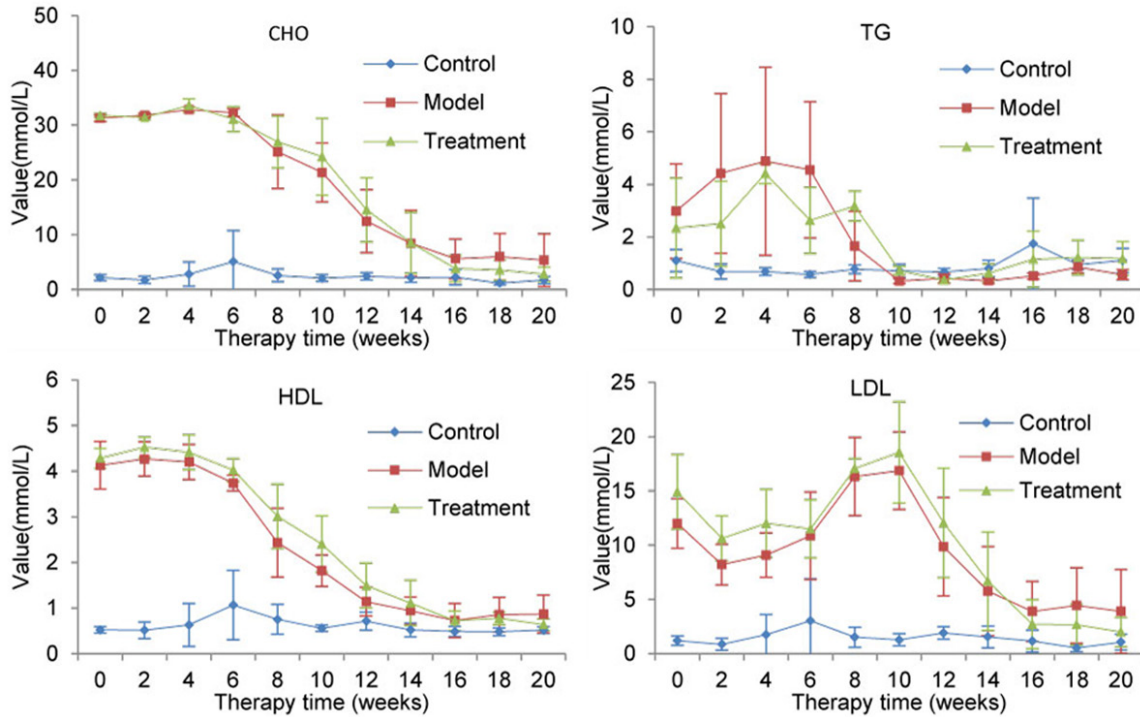 CHO
Value(mmol/L)
50
40
30
20
10
0
Control
Model
Treatment
0 2 4 6 8 10 12 14 16 18 20
Therapy time (weeks)
TG
Value(mmol/L)
10
8
6
4
2
0
Control
Model
Treatment
0 2 4 6 8 10 12 14 16 18 20
Therapy time (weeks)
HDL
Value(mmol/L)
6
5
4
3
2
1
0
Control
Model
Treatment
0 2 4 6 8 10 12 14 16 18 20
Therapy time (weeks)
LDL
Value(mmol/L)
25
20
15
10
5
0
Control
Model
Treatment
0 2 4 6 8 10 12 14 16 18 20
Therapy time (weeks)